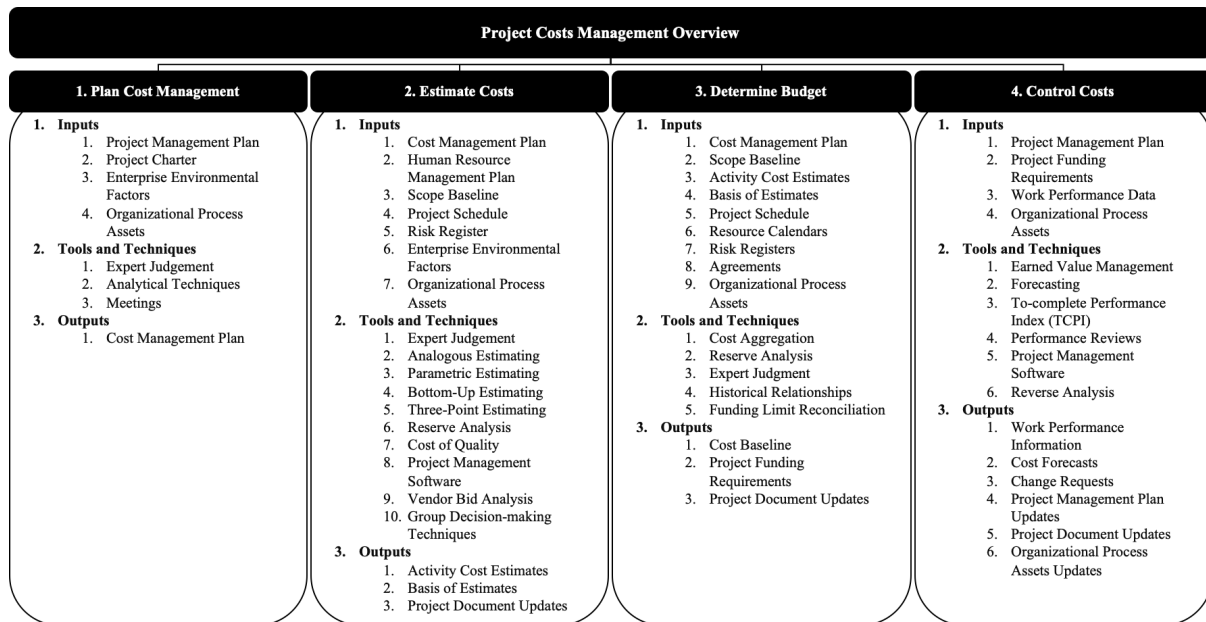 Project Costs Management Overview
1. Plan Cost Management
1. Inputs
1. Project Management Plan
2. Project Charter
3. Enterprise Environmental
Factors
4. Organizational Process
Assets
2. Tools and Techniques
1. Expert Judgement
2. Analytical Techniques
3. Meetings
3. Outputs
1. Cost Management Plan
2. Estimate Costs
1. Inputs
1. Cost Management Plan
2. Human Resource
Management Plan
3. Scope Baseline
4. Project Schedule
5. Risk Register
6. Enterprise Environmental
Factors
7. Organizational Process
Assets
2. Tools and Techniques
1. Expert Judgement
2. Analogous Estimating
3. Parametric Estimating
4. Bottom-Up Estimating
5. Three-Point Estimating
6. Reserve Analysis
7. Cost of Quality
8. Project Management
Software
9. Vendor Bid Analysis
10. Group Decision-making
Techniques
3. Outputs
1. Activity Cost Estimates
2. Basis of Estimates
3. Project Document Updates
3. Determine Budget
1. Inputs
1. Cost Management Plan
2. Scope Baseline
3. Activity Cost Estimates
4. Basis of Estimates
5. Project Schedule
6. Resource Calendars
7. Risk Registers
8. Agreements
9. Organizational Process
Assets
2. Tools and Techniques
1. Cost Aggregation
2. Reserve Analysis
3. Expert Judgment
4. Historical Relationships
5. Funding Limit Reconciliation
3. Outputs
1. Cost Baseline
2. Project Funding
Requirements
3. Project Document Updates
4. Control Costs
1. Inputs
1. Project Management Plan
2. Project Funding
Requirements
3. Work Performance Data
4. Organizational Process
Assets
2. Tools and Techniques
1. Earned Value Management
2. Forecasting
3. To-complete Performance
Index (TCPI)
4. Performance Reviews
5. Project Management
Software
6. Reverse Analysis
3. Outputs
1. Work Performance
Information
2. Cost Forecasts
3. Change Requests
4. Project Management Plan
Updates
5. Project Document Updates
6. Organizational Process
Assets Updates